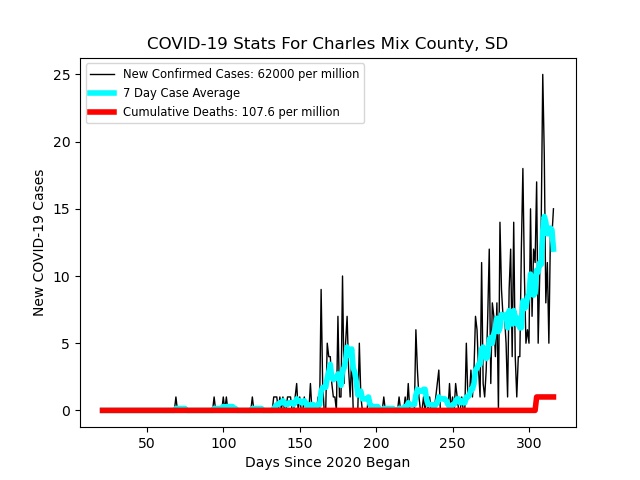 COVID-19 Stats For Charles Mix County, SD
New Confirmed Cases: 62000 per million
7 Day Case Average
Cumulative Deaths: 107.6 per million
New COVID-19 Cases
25
20
15
10
5
0
50 100 150 200 250 300
Days Since 2020 Began